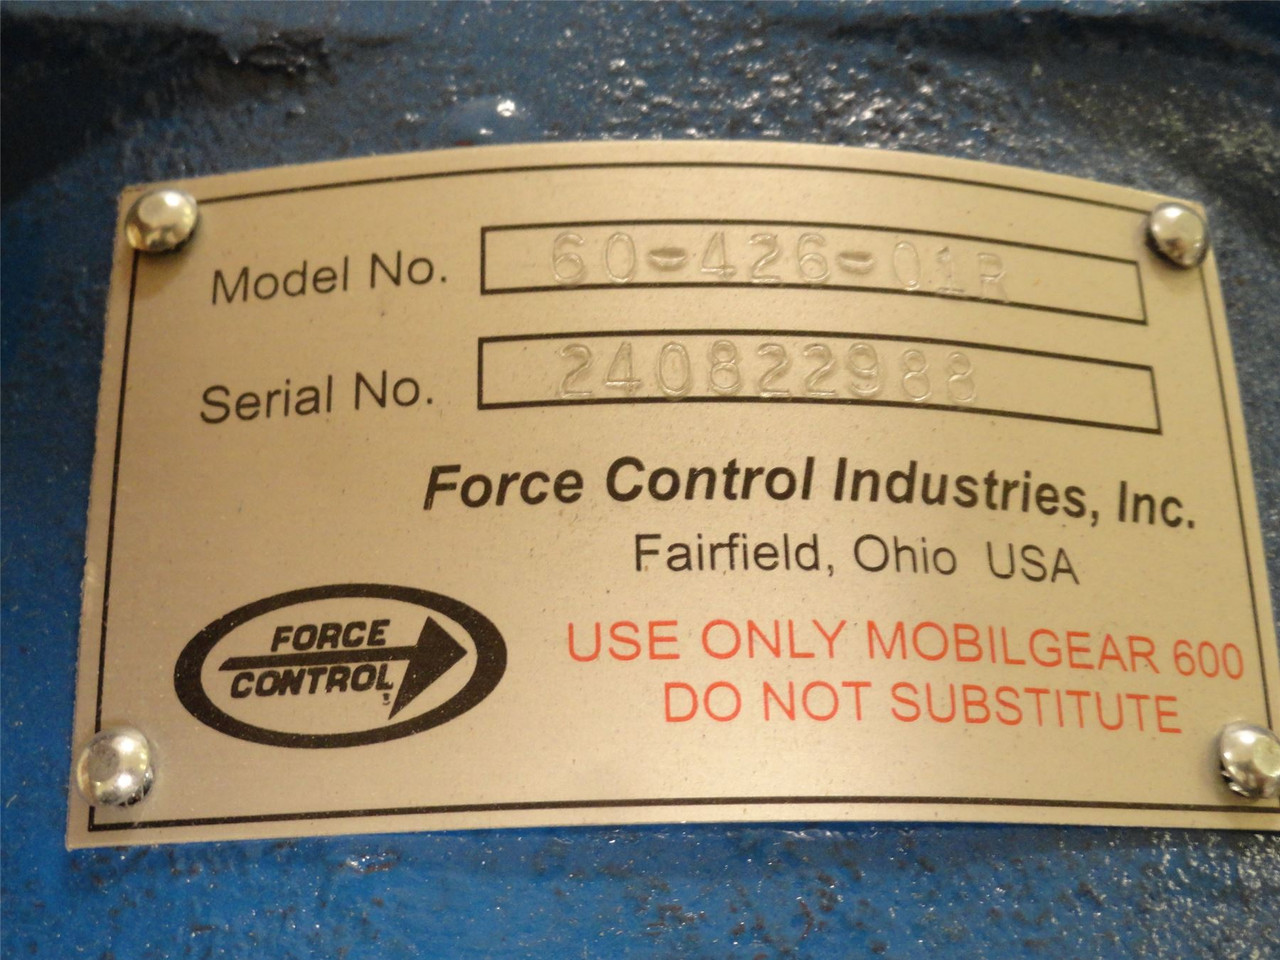 Model No. 60-426-01R
Serial No. 240822988
Force Control Industries, Inc.
Fairfield, Ohio USA
FORCE
CONTROL
USE ONLY MOBILGEAR 600
DO NOT SUBSTITUTE